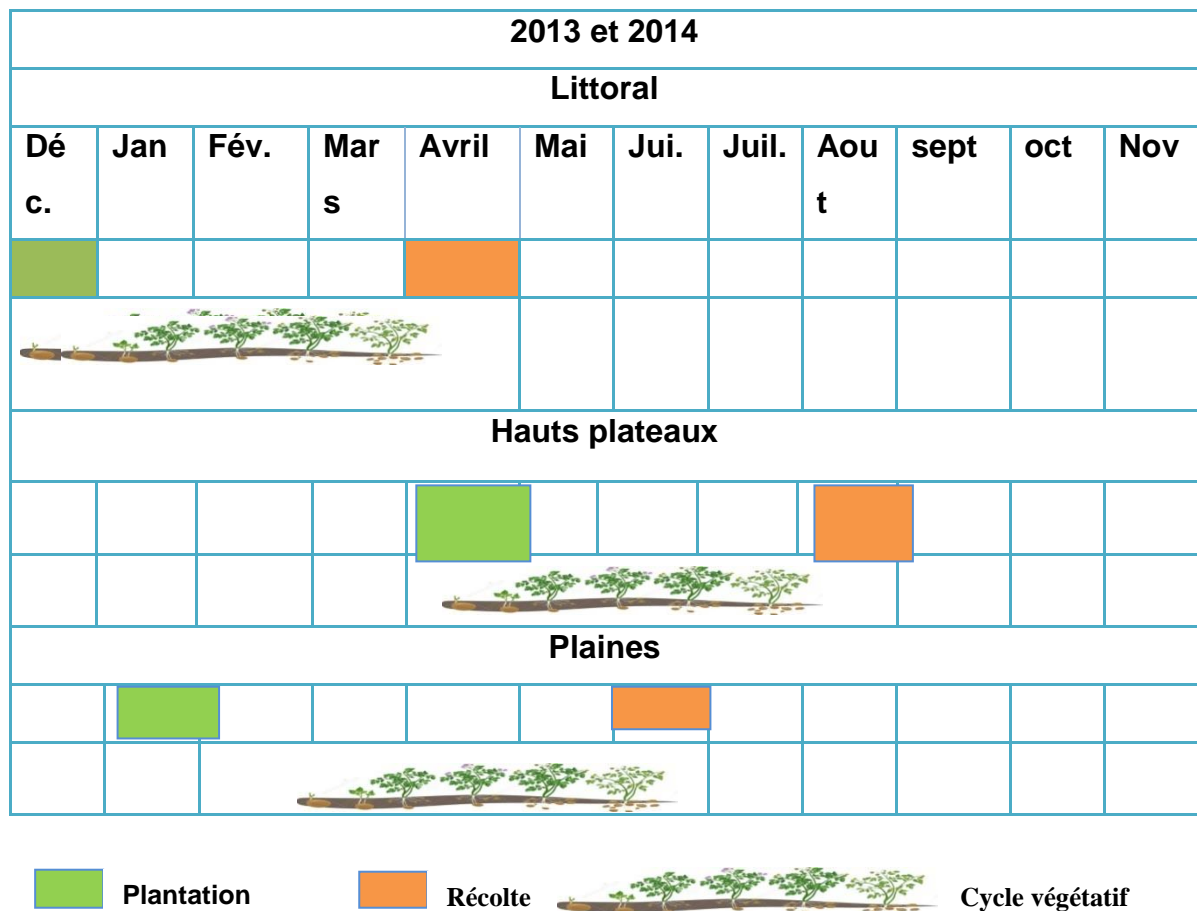 2013 et 2014
Littoral
Dé Jan Fév. Mar Avril Mai Jui. Juil. Aou sept oct Nov
c. s t
Hauts plateaux
Plaines
Plantation Récolte Cycle végétatif